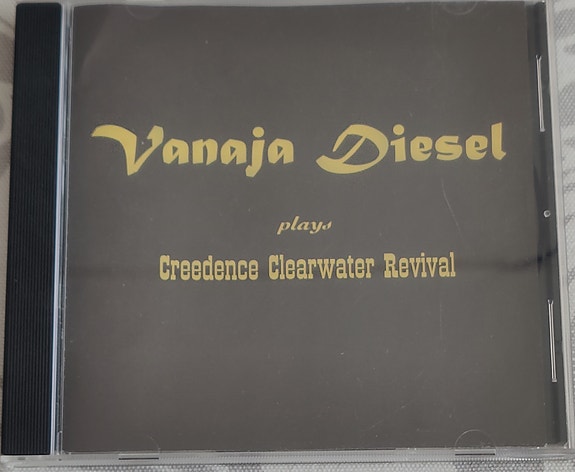 Vanaja Diesel
plays
Creedence Clearwater Revival